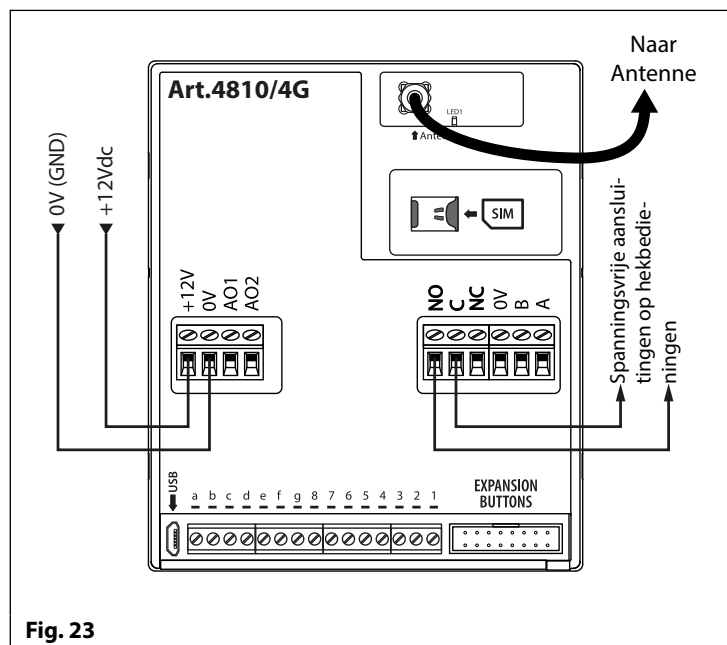 Naar
Antenne
Art.4810/4G
LED1
Anten
SIM
0V (GND)
+12Vdc
+12V
0V
AO1
AO2
NO
C
NC
0V
B
A
Spanningsvrije aanslui-
tingen op hekbedie-
ningen
USB
a b c d e f g 8 7 6 5 4 3 2 1
EXPANSION
BUTTONS
Fig. 23